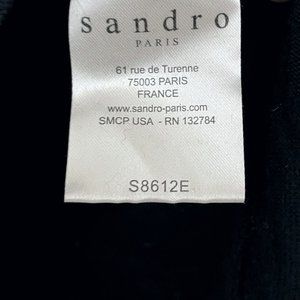 sandro
PARIS
61 rue de Turenne
75003 PARIS
FRANCE
www.sandro-paris.com
SMCP USA - RN 132784
S8612E